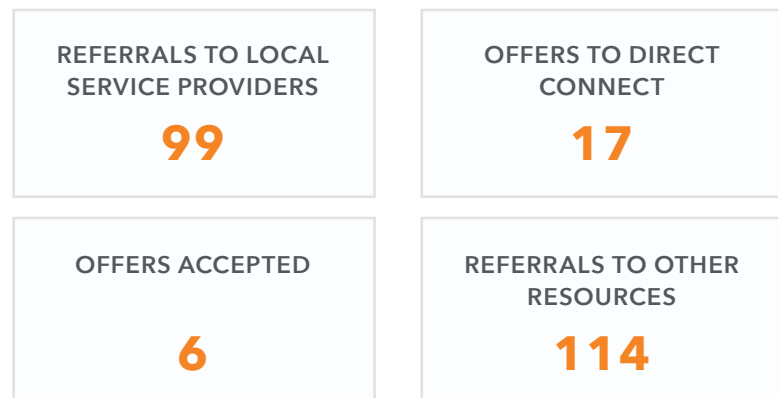 REFERRALS TO LOCAL
SERVICE PROVIDERS
99
OFFERS TO DIRECT
CONNECT
17
OFFERS ACCEPTED
6
REFERRALS TO OTHER
RESOURCES
114